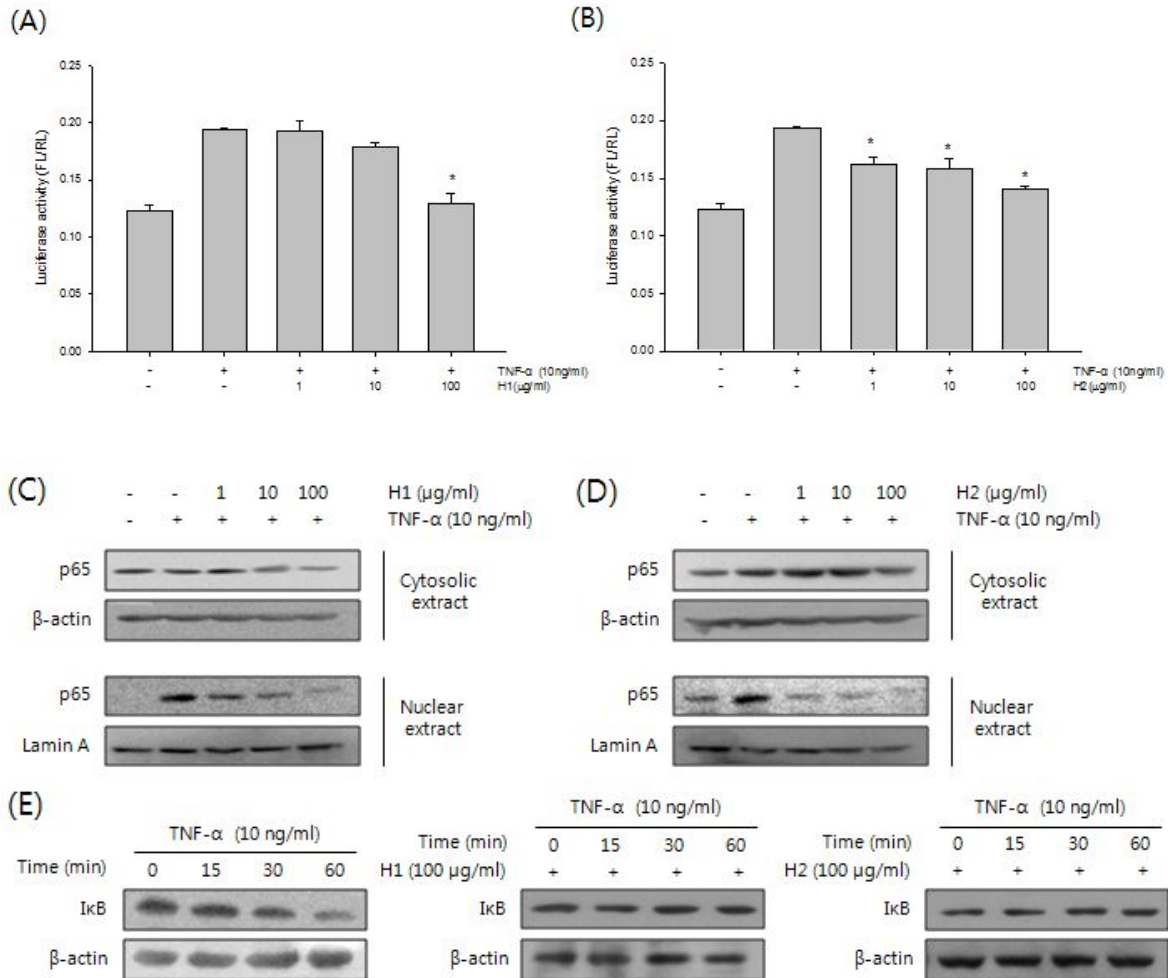 (A)
Luciferase activity (FL/RL)
0.25
0.20
0.15
0.10
0.05
0.00
*
- + + + + TNF-α (10ng/ml)
- - 1 10 100 H1(μg/ml)
(B)
Luciferase activity (FL/RL)
0.25
0.20
0.15
0.10
0.05
0.00
* * *
- + + + + TNF-α (10ng/ml)
- - 1 10 100 H2(μg/ml)
(C)
- - 1 10 100 H1 (μg/ml)
- + + + + TNF-α (10 ng/ml)
p65
β-actin
Cytosolic
extract
p65
Lamin A
Nuclear
extract
(D)
- - 1 10 100 H2 (μg/ml)
- + + + + TNF-α (10 ng/ml)
p65
β-actin
Cytosolic
extract
p65
Lamin A
Nuclear
extract
(E)
TNF-α (10 ng/ml)
Time (min) 0 15 30 60
IκB
β-actin
TNF-α (10 ng/ml)
Time (min) 0 15 30 60
H1 (100 μg/ml) + + + +
IκB
β-actin
TNF-α (10 ng/ml)
Time (min) 0 15 30 60
H2 (100 μg/ml) + + + +
IκB
β-actin